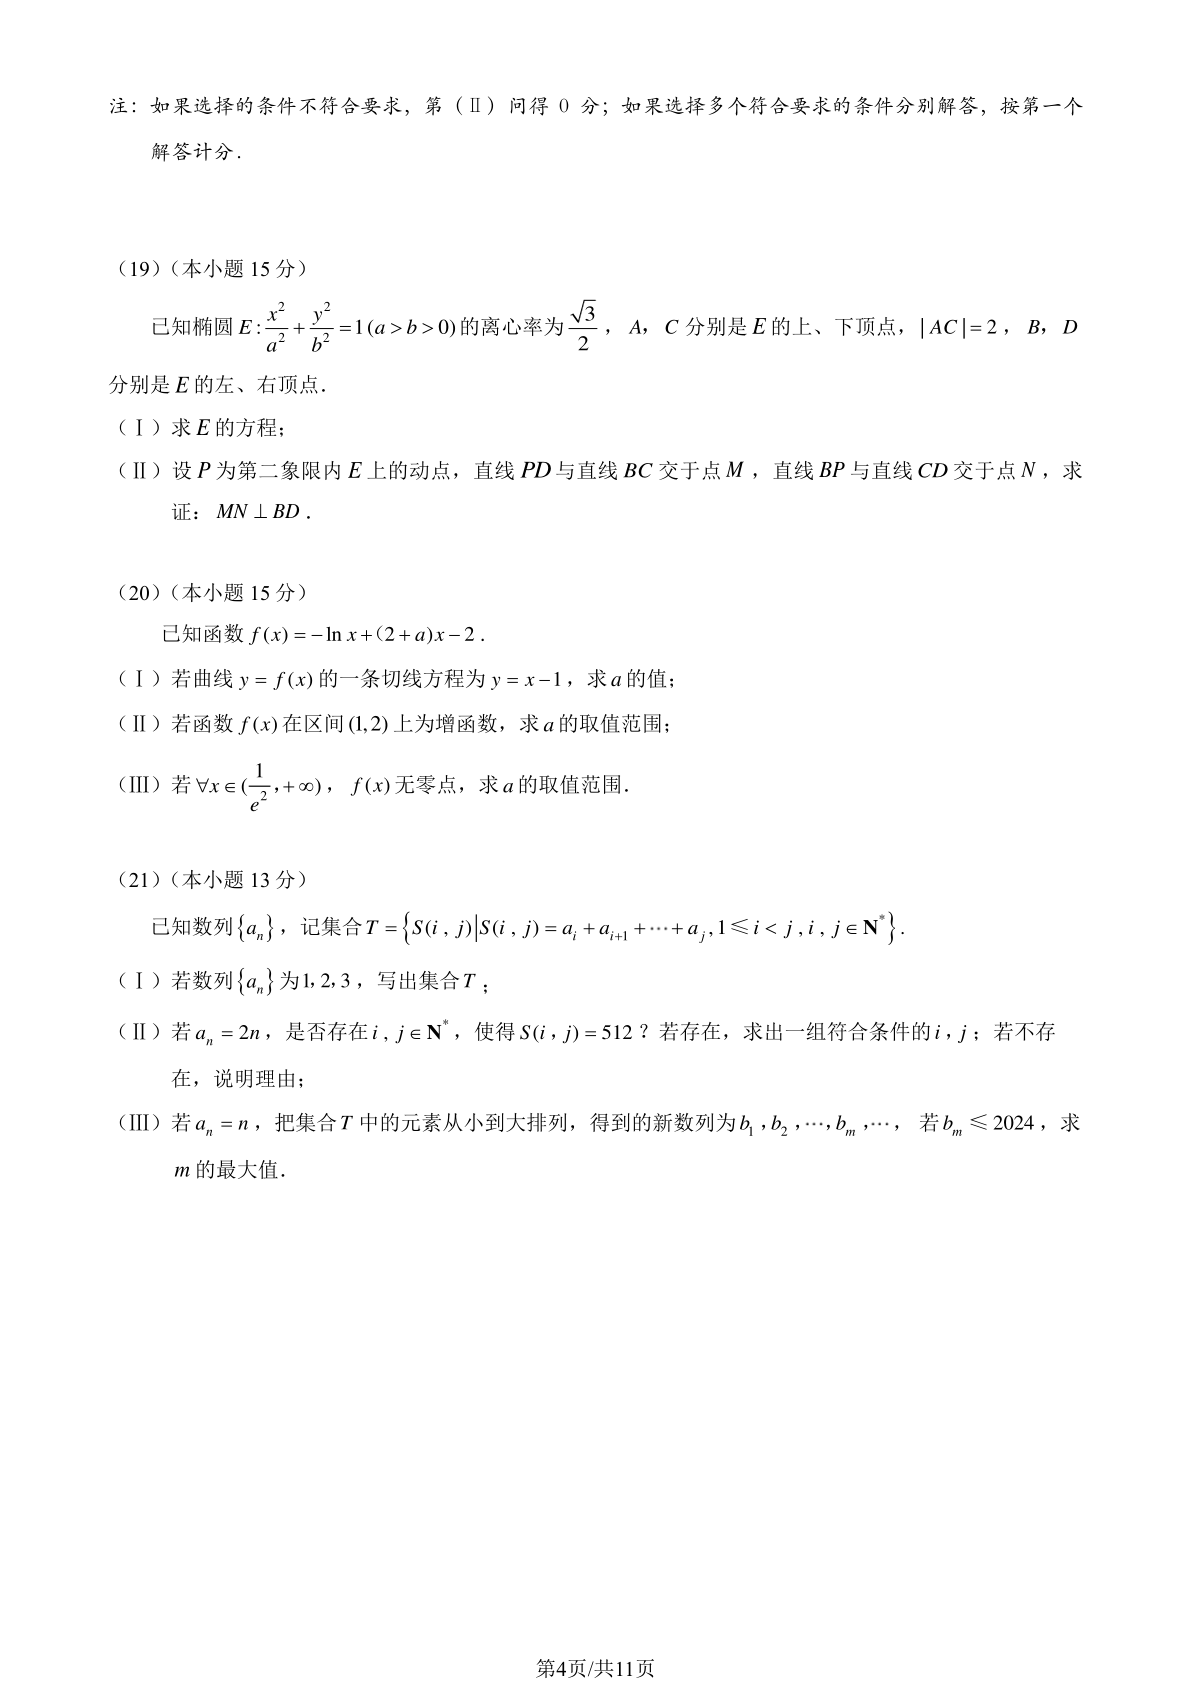 注：如果选择的条件不符合要求，第（Ⅱ）问得 0 分；如果选择多个符合要求的条件分别解答，按第一个
解答计分．
（19）（本小题 15 分）
已知椭圆 E : x²/a² + y²/b² = 1 (a > b > 0) 的离心率为 √3/2 ， A， C 分别是 E 的上、下顶点，| AC |= 2 ， B， D
分别是 E 的左、右顶点．
（Ⅰ）求 E 的方程；
（Ⅱ）设 P 为第二象限内 E 上的动点，直线 PD 与直线 BC 交于点 M ，直线 BP 与直线 CD 交于点 N ，求
证： MN ⊥ BD ．
（20）（本小题 15 分）
已知函数 f (x) = −ln x +（2 + a)x − 2 ．
（Ⅰ）若曲线 y = f (x) 的一条切线方程为 y = x −1，求 a 的值；
（Ⅱ）若函数 f (x) 在区间 (1, 2) 上为增函数，求 a 的取值范围；
（Ⅲ）若 ∀x ∈ (1/e²，+ ∞) ， f (x) 无零点，求 a 的取值范围．
（21）（本小题 13 分）
已知数列 {aₙ} ，记集合 T = {S(i , j)|S(i , j) = a_i + a_{i+1} + ⋯ + a_j , 1 ≤ i < j , i , j ∈ N*} ．
（Ⅰ）若数列 {aₙ} 为 1，2，3 ，写出集合 T ；
（Ⅱ）若 aₙ = 2n ，是否存在 i , j ∈ N* ，使得 S(i，j) = 512 ？若存在，求出一组符合条件的 i，j ；若不存
在，说明理由；
（Ⅲ）若 aₙ = n ，把集合 T 中的元素从小到大排列，得到的新数列为 b₁，b₂，⋯，b_m，⋯， 若 b_m ≤ 2024 ，求
m 的最大值．
第4页/共11页